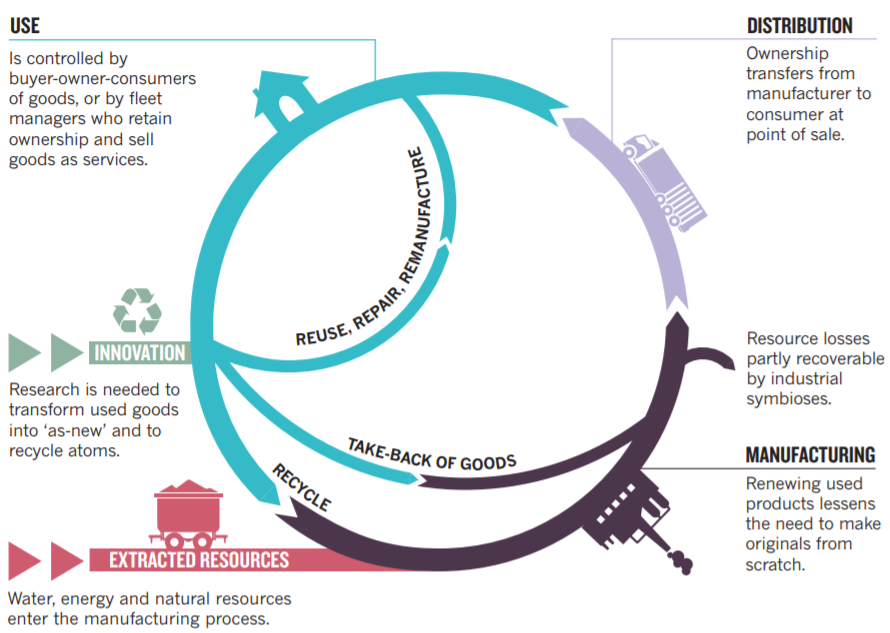 USE
Is controlled by
buyer-owner-consumers
of goods, or by fleet
managers who retain
ownership and sell
goods as services.
DISTRIBUTION
Ownership
transfers from
manufacturer to
consumer at
point of sale.
REUSE, REPAIR, REMANUFACTURE
INNOVATION
Research is needed to
transform used goods
into ‘as-new’ and to
recycle atoms.
Resource losses
partly recoverable
by industrial
symbioses.
TAKE-BACK OF GOODS
RECYCLE
MANUFACTURING
Renewing used
products lessens
the need to make
originals from
scratch.
EXTRACTED RESOURCES
Water, energy and natural resources
enter the manufacturing process.